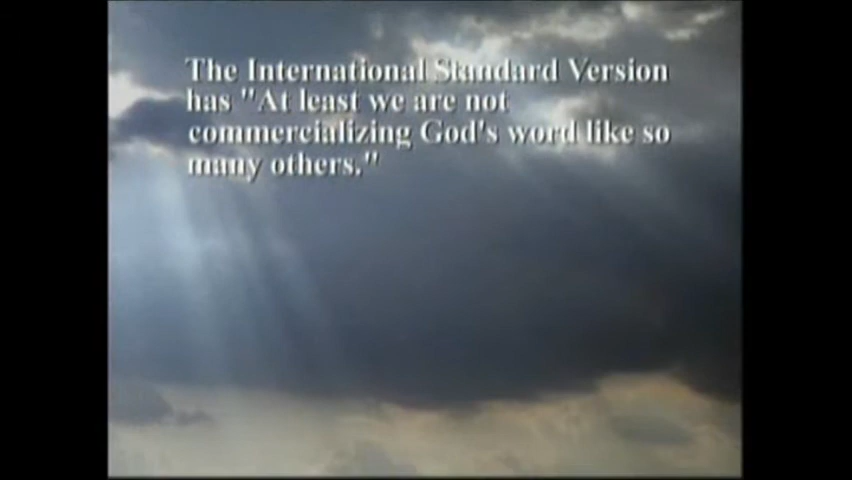 The International Standard Version
has "At least we are not
commercializing God's word like so
many others."